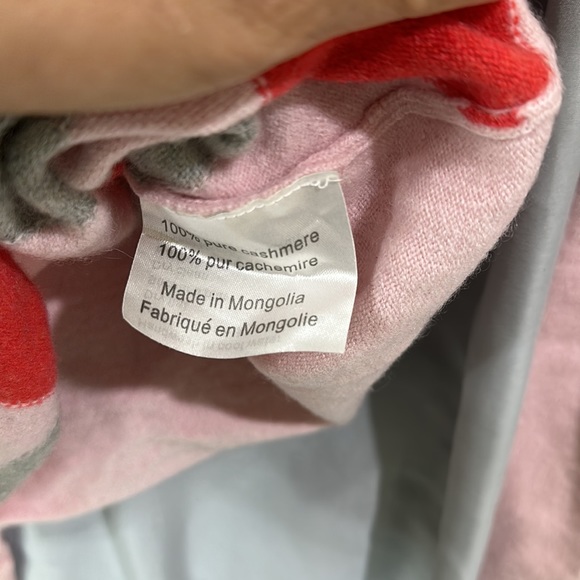 100% pure cashmere
100% pur cachemire
Made in Mongolia
Fabriqué en Mongolie